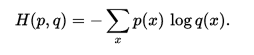 H(p, q) = −∑ₓ p(x) log q(x).